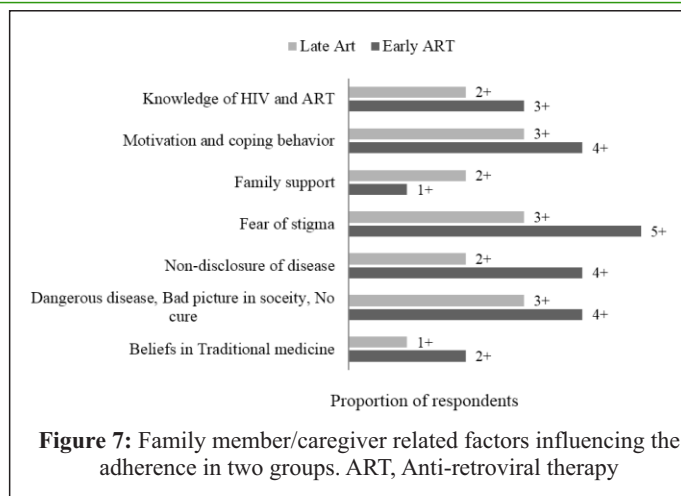 Late Art Early ART
Knowledge of HIV and ART
2+
3+
Motivation and coping behavior
3+
4+
Family support
2+
1+
Fear of stigma
3+
5+
Non-disclosure of disease
2+
4+
Dangerous disease, Bad picture in soceity, No
cure
3+
4+
Beliefs in Traditional medicine
1+
2+
Proportion of respondents
Figure 7: Family member/caregiver related factors influencing the
adherence in two groups. ART, Anti-retroviral therapy